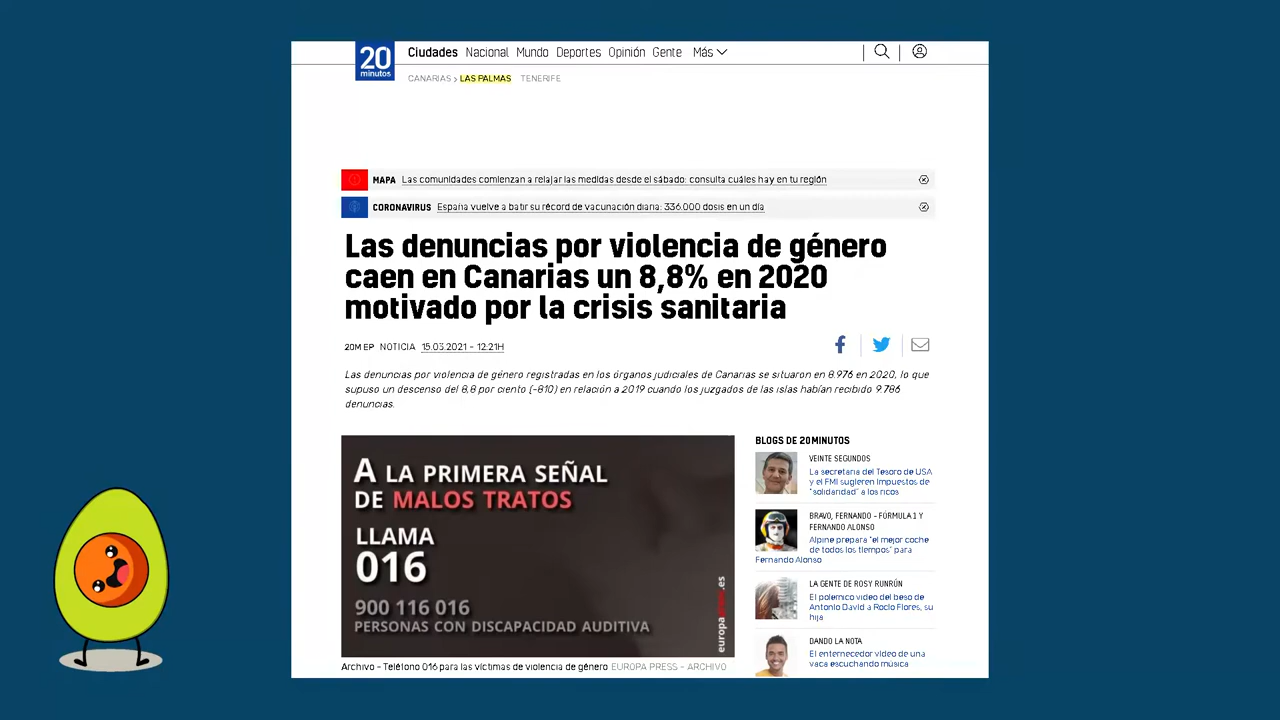 20
minutos
Ciudades Nacional Mundo Deportes Opinión Gente Más
CANARIAS > LAS PALMAS TENERIFE
MAPA Las comunidades comienzan a relajar las medidas desde el sábado: consulta cuáles hay en tu región
CORONAVIRUS España vuelve a batir su récord de vacunación diaria: 336.000 dosis en un día
Las denuncias por violencia de género
caen en Canarias un 8,8% en 2020
motivado por la crisis sanitaria
20M EP NOTICIA 15.03.2021 - 12:21H
Las denuncias por violencia de género registradas en los órganos judiciales de Canarias se situaron en 8.976 en 2020, lo que
supuso un descenso del 8,8 por ciento (-810) en relación a 2019 cuando los juzgados de las islas habían recibido 9.786
denuncias.
A LA PRIMERA SEÑAL
DE MALOS TRATOS
LLAMA
016
900 116 016
PERSONAS CON DISCAPACIDAD AUDITIVA
europapress.es
Archivo - Teléfono 016 para las víctimas de violencia de género EUROPA PRESS - ARCHIVO
BLOGS DE 20MINUTOS
VEINTE SEGUNDOS
La secretaria del Tesoro de USA
y el FMI sugieren impuestos de
"solidaridad" a los ricos
BRAVO, FERNANDO - FÓRMULA 1 Y
FERNANDO ALONSO
Alpine prepara "el mejor coche
de todos los tiempos" para
Fernando Alonso
LA GENTE DE ROSY RUNRÚN
El polémico vídeo del beso de
Antonio David a Rocío Flores, su
hija
DANDO LA NOTA
El enternecedor vídeo de una
vaca escuchando música